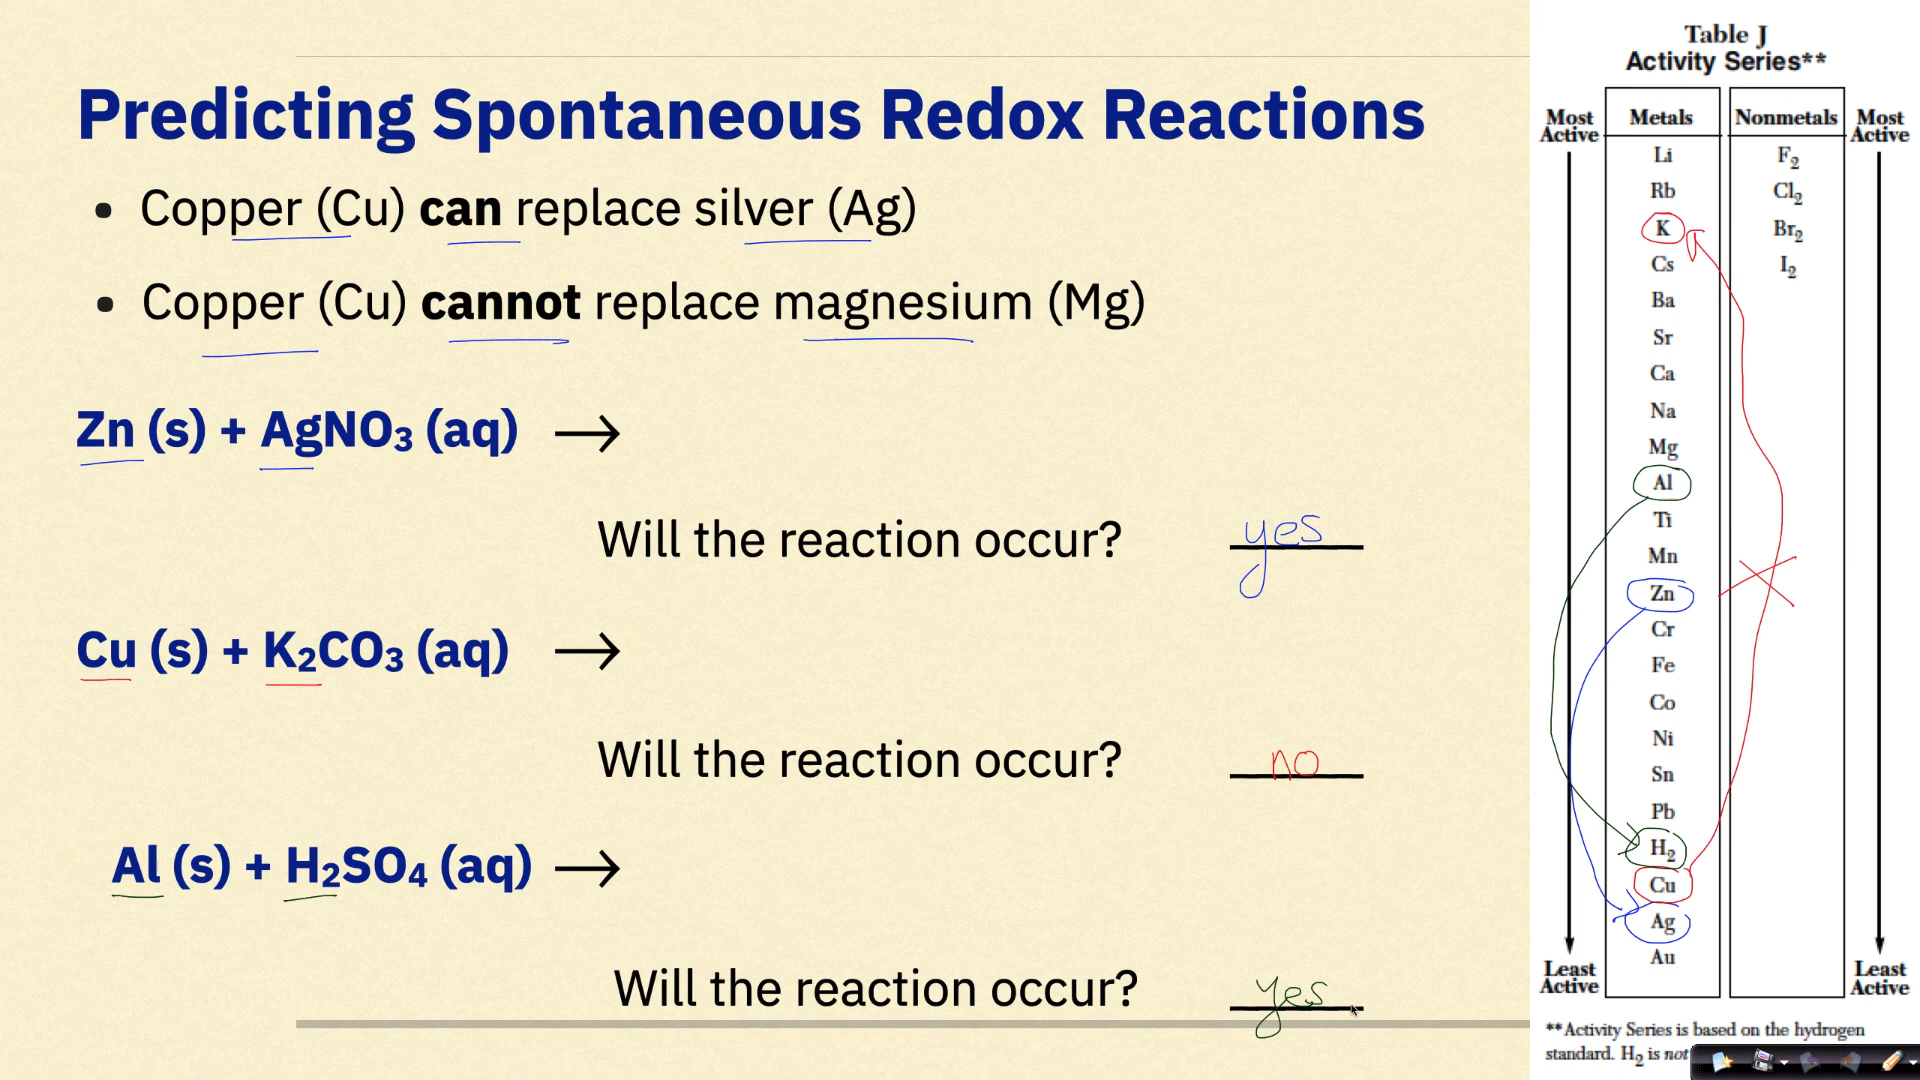 Predicting Spontaneous Redox Reactions
• Copper (Cu) can replace silver (Ag)
• Copper (Cu) cannot replace magnesium (Mg)
Zn (s) + AgNO₃ (aq) →
Will the reaction occur? yes
Cu (s) + K₂CO₃ (aq) →
Will the reaction occur? no
Al (s) + H₂SO₄ (aq) →
Will the reaction occur? yes
Table J
Activity Series**
Most Active
Metals
Nonmetals
Most Active
Li
Rb
K
Cs
Ba
Sr
Ca
Na
Mg
Al
Ti
Mn
Zn
Cr
Fe
Co
Ni
Sn
Pb
H₂
Cu
Ag
Au
F₂
Cl₂
Br₂
I₂
Least Active
Least Active
**Activity Series is based on the hydrogen
standard. H₂ is not